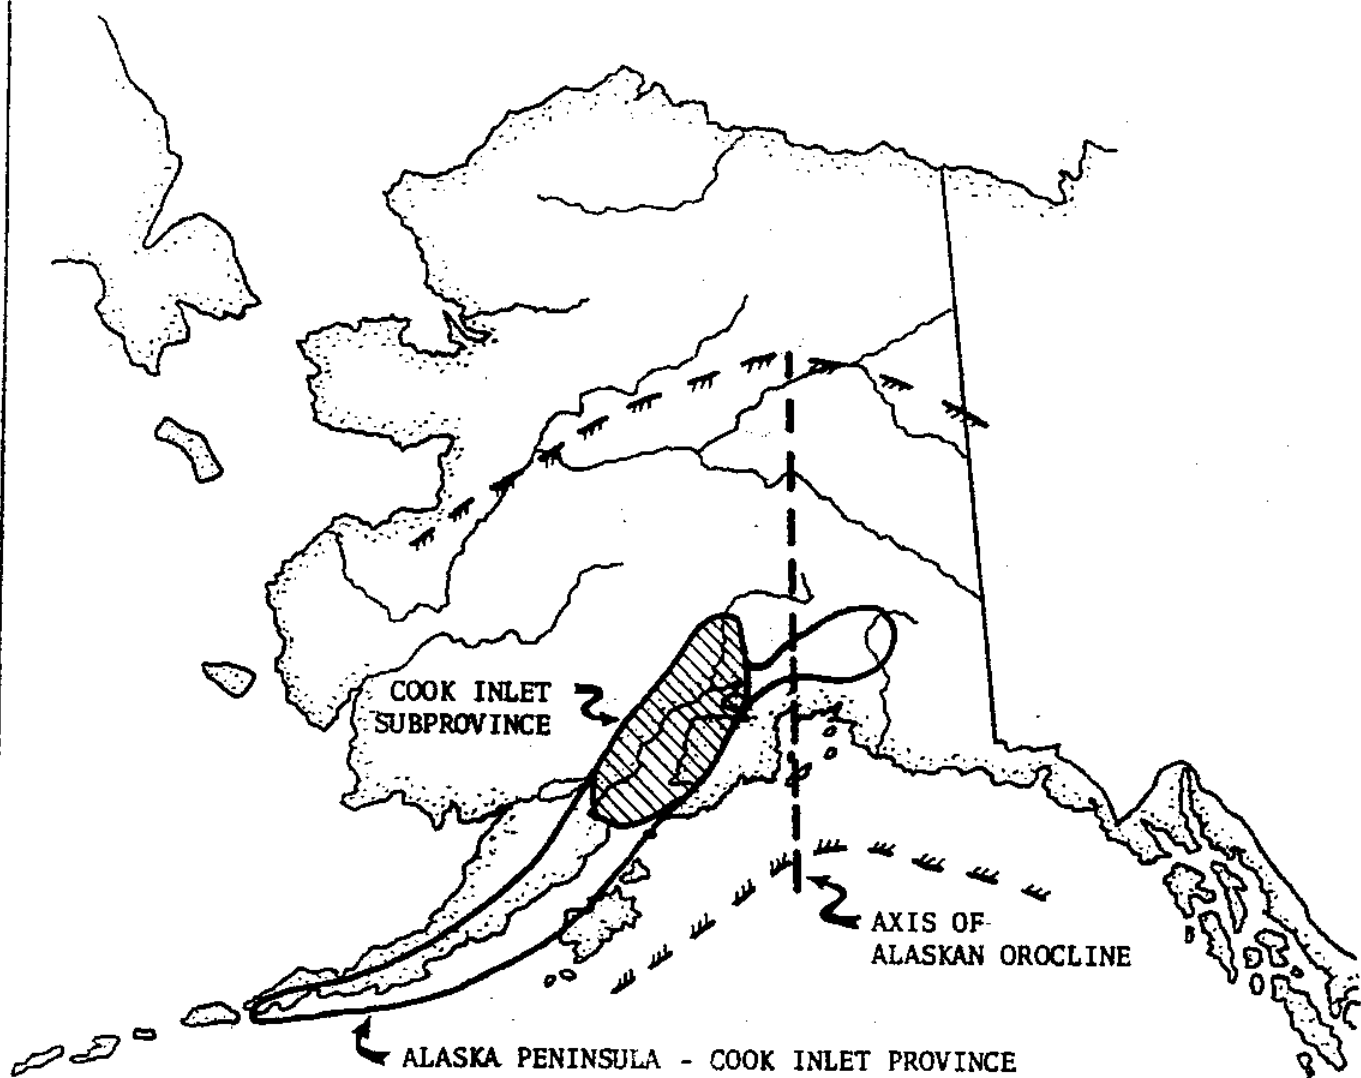 COOK INLET
SUBPROVINCE
AXIS OF
ALASKAN OROCLINE
ALASKA PENINSULA - COOK INLET PROVINCE